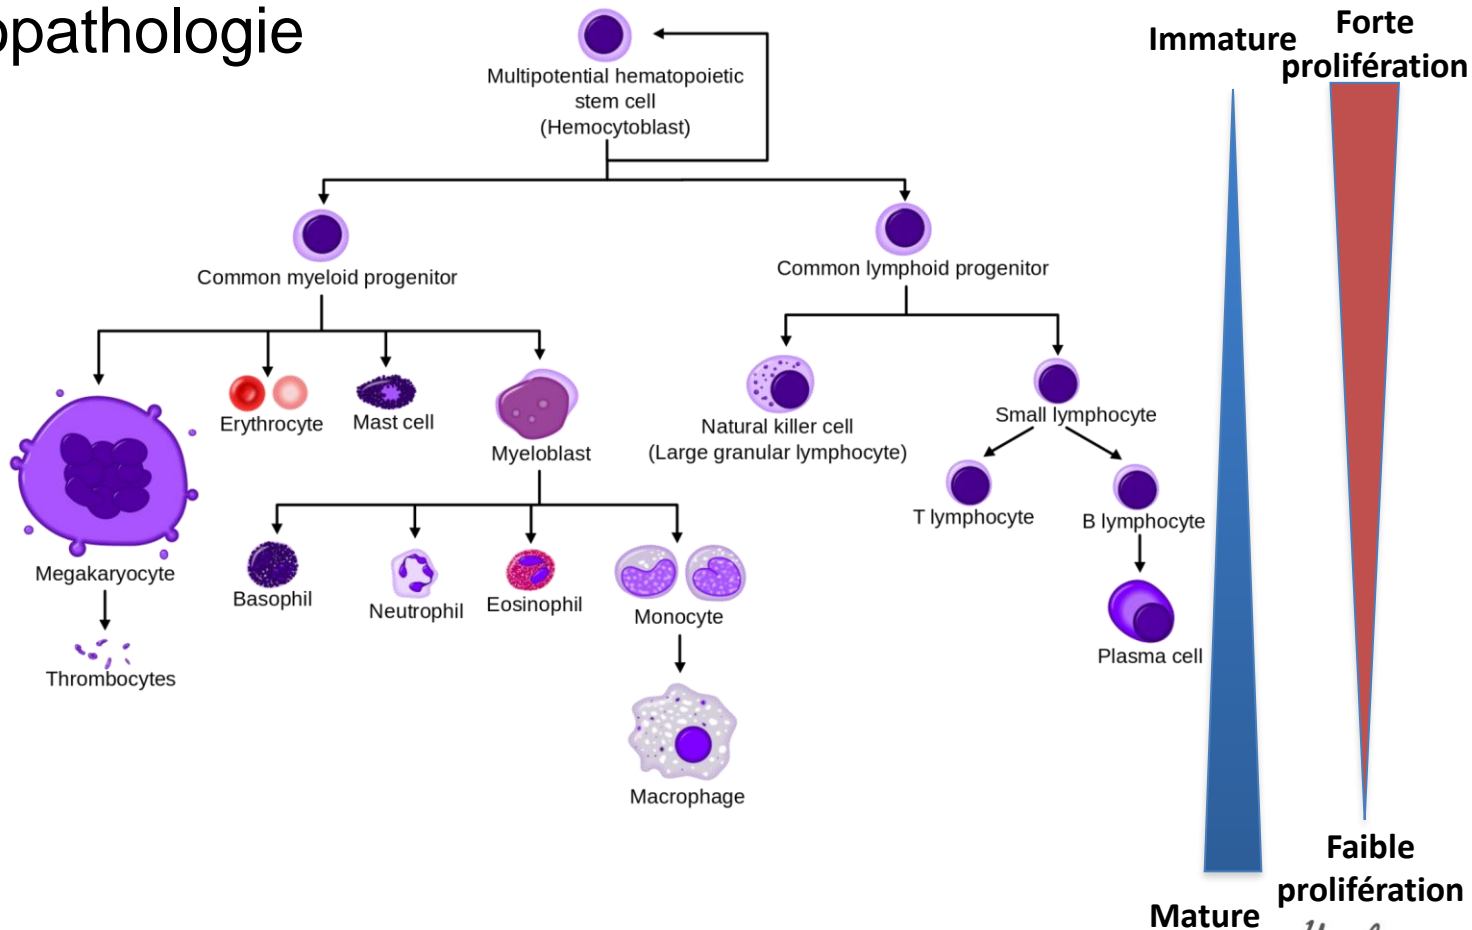 opathologie
Multipotential hematopoietic
stem cell
(Hemocytoblast)
Common myeloid progenitor
Common lymphoid progenitor
Erythrocyte
Mast cell
Myeloblast
Natural killer cell
(Large granular lymphocyte)
Small lymphocyte
T lymphocyte
B lymphocyte
Megakaryocyte
Basophil
Neutrophil
Eosinophil
Monocyte
Plasma cell
Thrombocytes
Macrophage
Immature
Forte
prolifération
Faible
prolifération
Mature